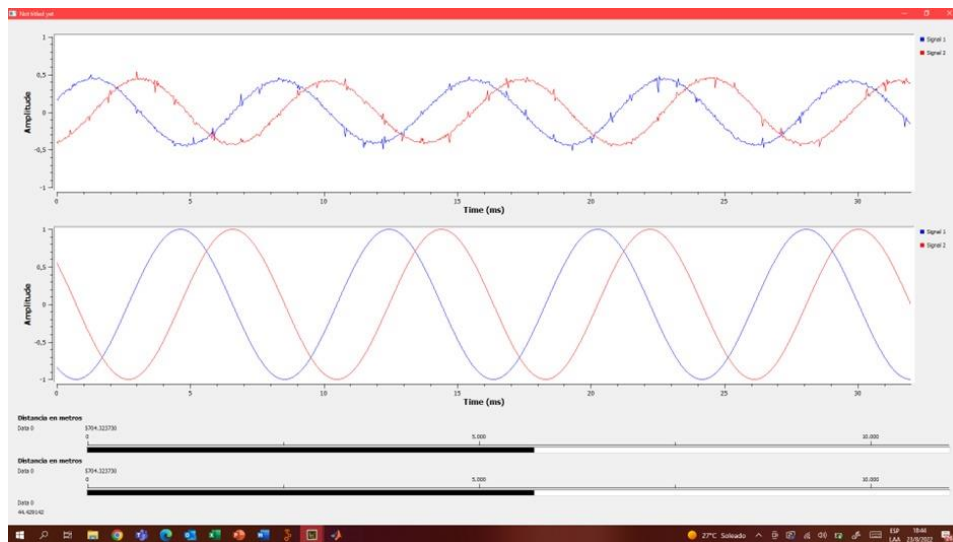 Not titled yet
1
0,5
0
-0,5
-1
Amplitude
0 5 10 15 20 25 30
Time (ms)
Signal 1
Signal 2
1
0,5
0
-0,5
-1
Amplitude
0 5 10 15 20 25 30
Time (ms)
Signal 1
Signal 2
Distancia en metros
Data 0 5704.323730
0 5.000 10.000
Distancia en metros
Data 0 5704.323730
0 5.000 10.000
Data 0
27°C Soleado ESP 18:44
LAA 23/8/2022